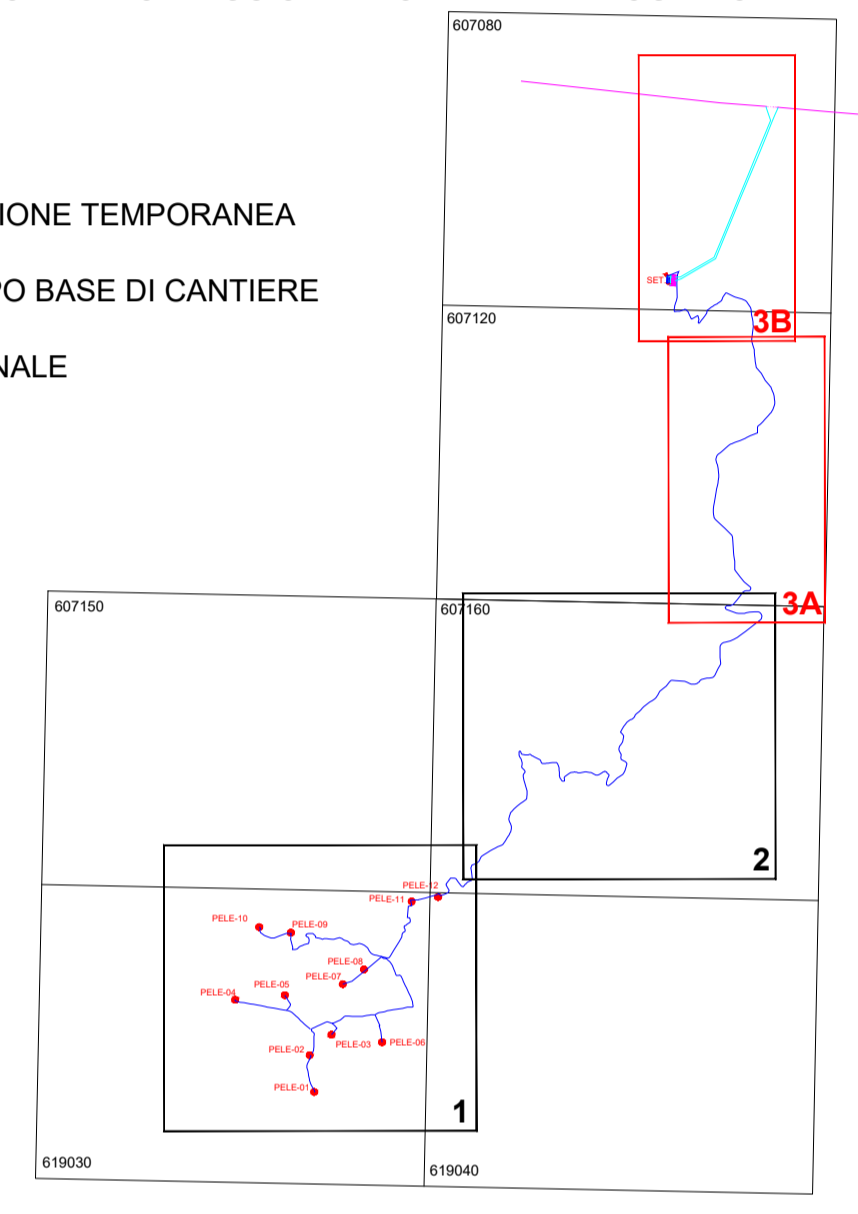 607080
IONE TEMPORANEA
SET
PO BASE DI CANTIERE
607120
3B
NALE
607150
607160
3A
2
PELE-12
PELE-11
PELE-10
PELE-09
PELE-08
PELE-07
PELE-05
PELE-04
PELE-03
PELE-06
PELE-02
PELE-01
1
619030
619040